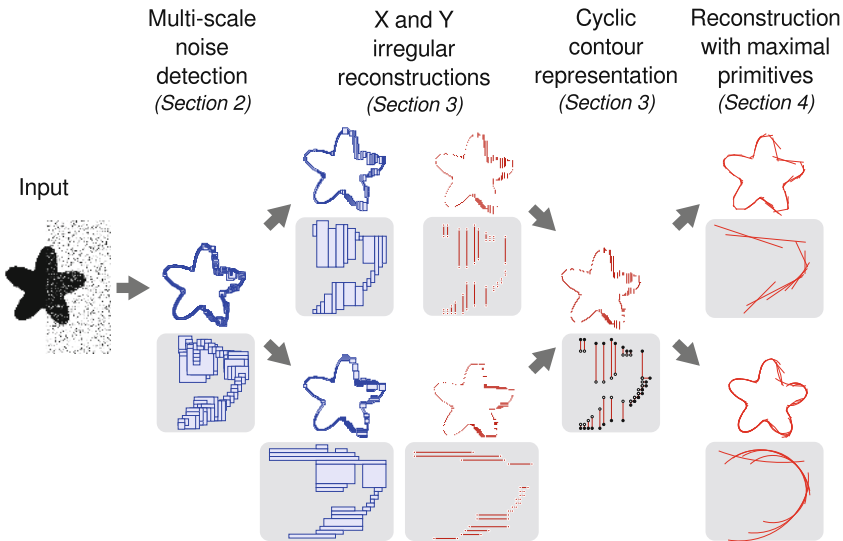 Multi-scale
noise
detection
(Section 2)
X and Y
irregular
reconstructions
(Section 3)
Cyclic
contour
representation
(Section 3)
Reconstruction
with maximal
primitives
(Section 4)
Input